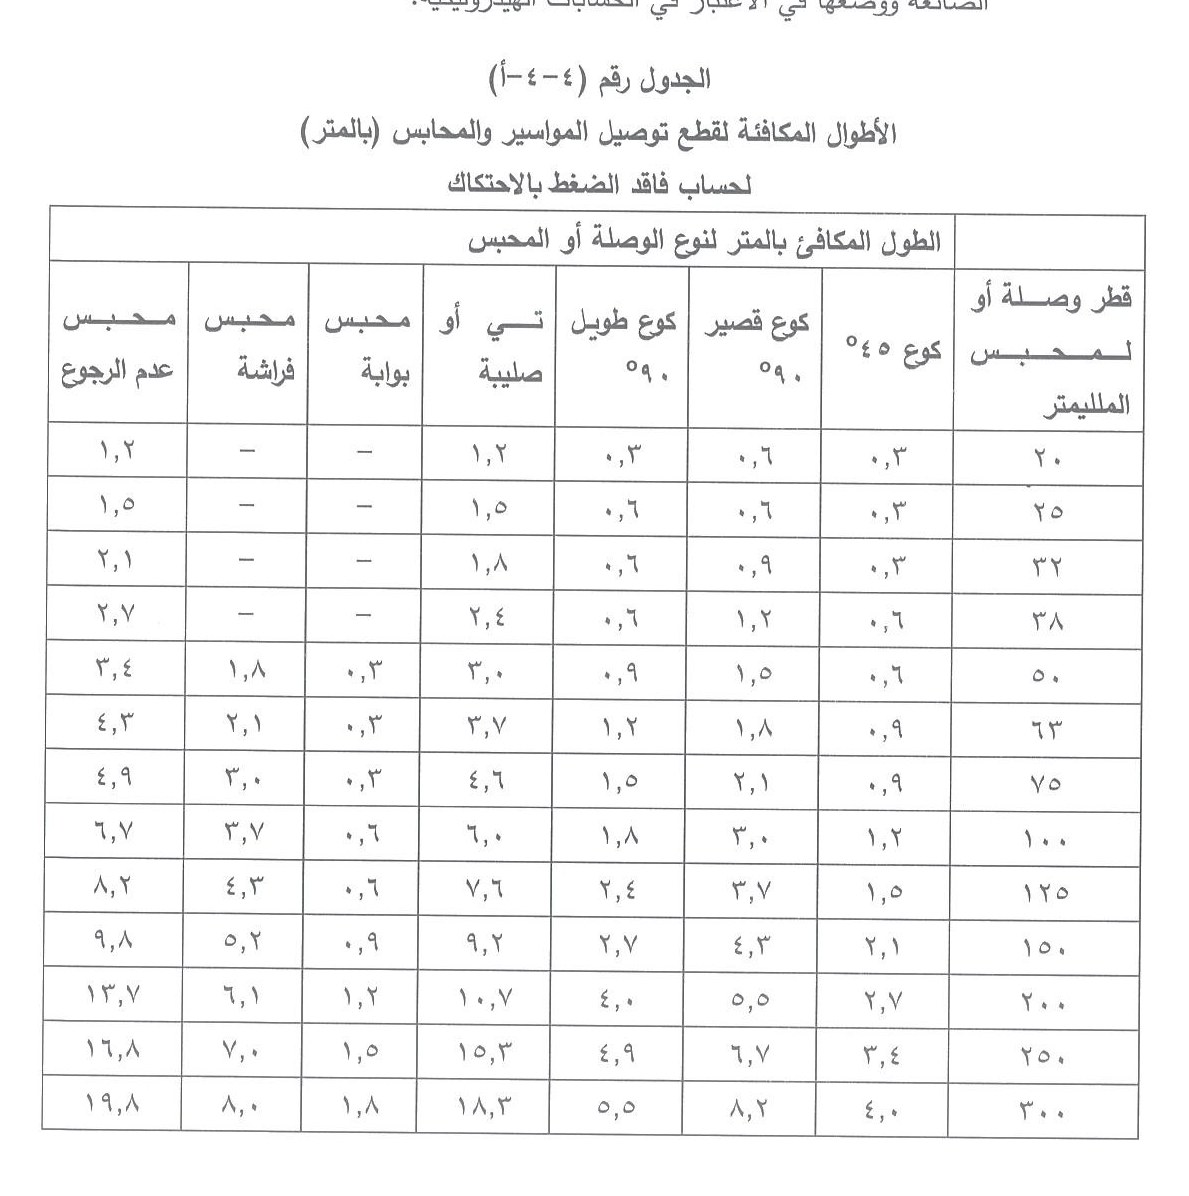 الصانعة ووضعها في الاعتبار في الحسابات الهيدروليكية.
الجدول رقم (٤-٤-أ)
الأطوال المكافئة لقطع توصيل المواسير والمحابس (بالمتر)
لحساب فاقد الضغط بالاحتكاك
الطول المكافئ بالمتر لنوع الوصلة أو المحبس
قطر وصلة أو لمحبس الملليمتر | كوع ٤٥° | كوع قصير ٩٠° | كوع طويل ٩٠° | تي أو صليبة | محبس بوابة | محبس فراشة | محبس عدم الرجوع
٢٠ | ٠,٣ | ٠,٦ | ٠,٣ | ١,٢ | – | – | ١,٢
٢٥ | ٠,٣ | ٠,٦ | ٠,٦ | ١,٥ | – | – | ١,٥
٣٢ | ٠,٣ | ٠,٩ | ٠,٦ | ١,٨ | – | – | ٢,١
٣٨ | ٠,٦ | ١,٢ | ٠,٦ | ٢,٤ | – | – | ٢,٧
٥٠ | ٠,٦ | ١,٥ | ٠,٩ | ٣,٠ | ٠,٣ | ١,٨ | ٣,٤
٦٣ | ٠,٩ | ١,٨ | ١,٢ | ٣,٧ | ٠,٣ | ٢,١ | ٤,٣
٧٥ | ٠,٩ | ٢,١ | ١,٥ | ٤,٦ | ٠,٣ | ٣,٠ | ٤,٩
١٠٠ | ١,٢ | ٣,٠ | ١,٨ | ٦,٠ | ٠,٦ | ٣,٧ | ٦,٧
١٢٥ | ١,٥ | ٣,٧ | ٢,٤ | ٧,٦ | ٠,٦ | ٤,٣ | ٨,٢
١٥٠ | ٢,١ | ٤,٣ | ٢,٧ | ٩,٢ | ٠,٩ | ٥,٢ | ٩,٨
٢٠٠ | ٢,٧ | ٥,٥ | ٤,٠ | ١٠,٧ | ١,٢ | ٦,١ | ١٣,٧
٢٥٠ | ٣,٤ | ٦,٧ | ٤,٩ | ١٥,٣ | ١,٥ | ٧,٠ | ١٦,٨
٣٠٠ | ٤,٠ | ٨,٢ | ٥,٥ | ١٨,٣ | ١,٨ | ٨,٠ | ١٩,٨